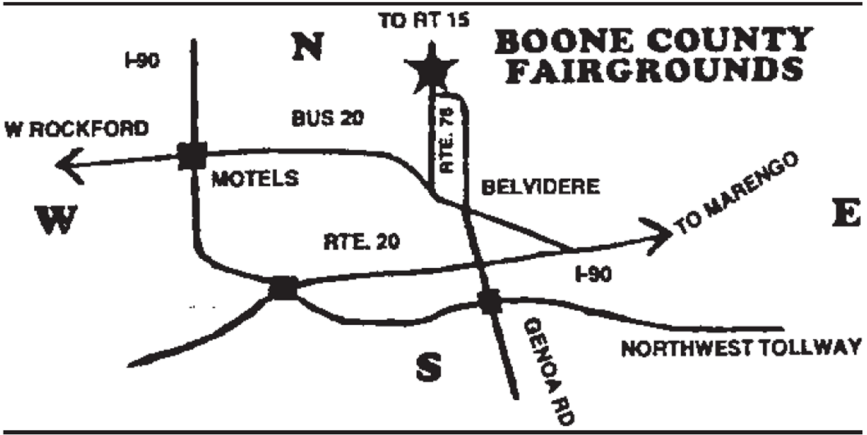 TO RT 15
BOONE COUNTY
FAIRGROUNDS
N
I-90
BUS 20
RTE. 76
W ROCKFORD
MOTELS
BELVIDERE
TO MARENGO
W
E
RTE. 20
I-90
GENOA RD
NORTHWEST TOLLWAY
S